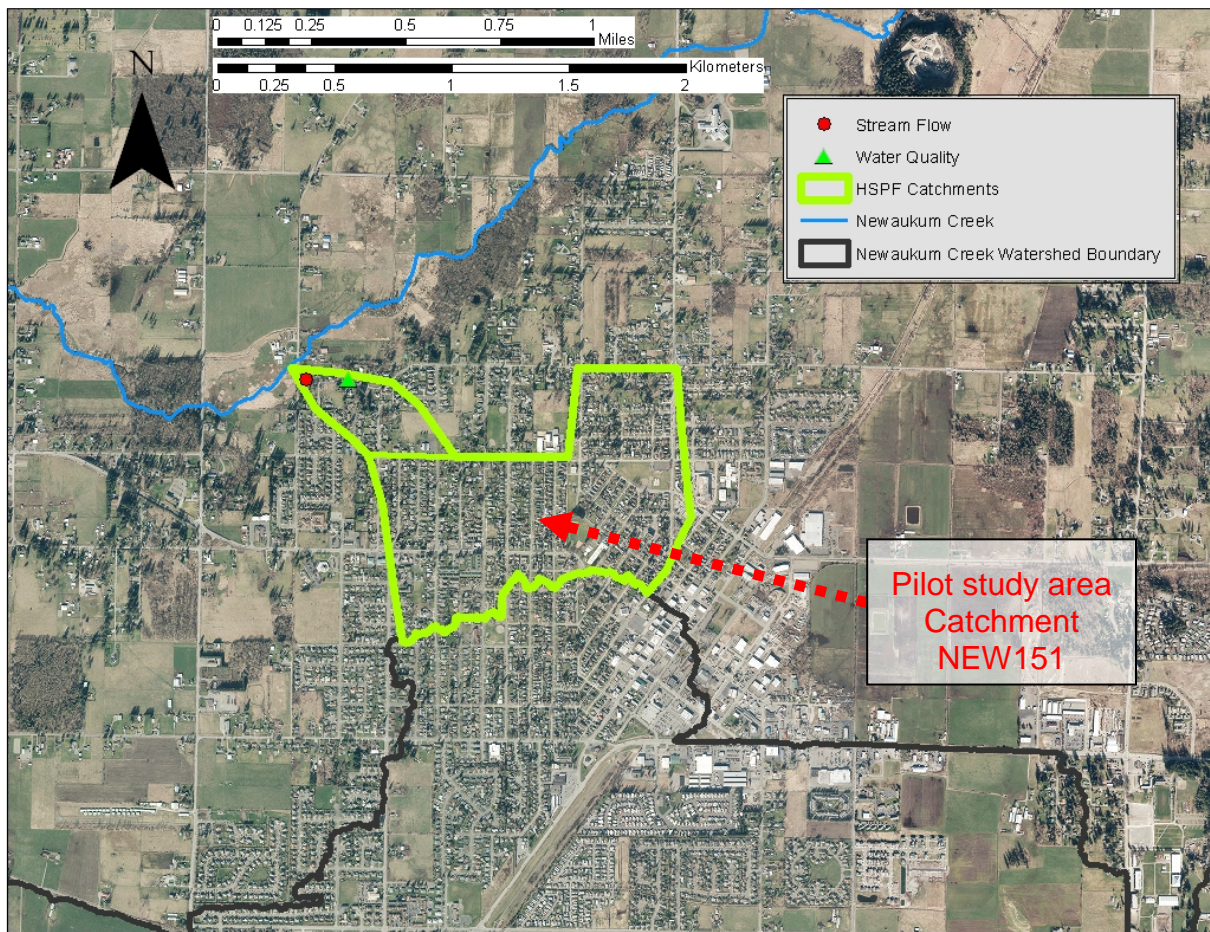 0 0.125 0.25 0.5 0.75 1
Miles
Kilometers
0 0.25 0.5 1 1.5 2
N
Stream Flow
Water Quality
HSPF Catchments
Newaukum Creek
Newaukum Creek Watershed Boundary
Pilot study area
Catchment
NEW151